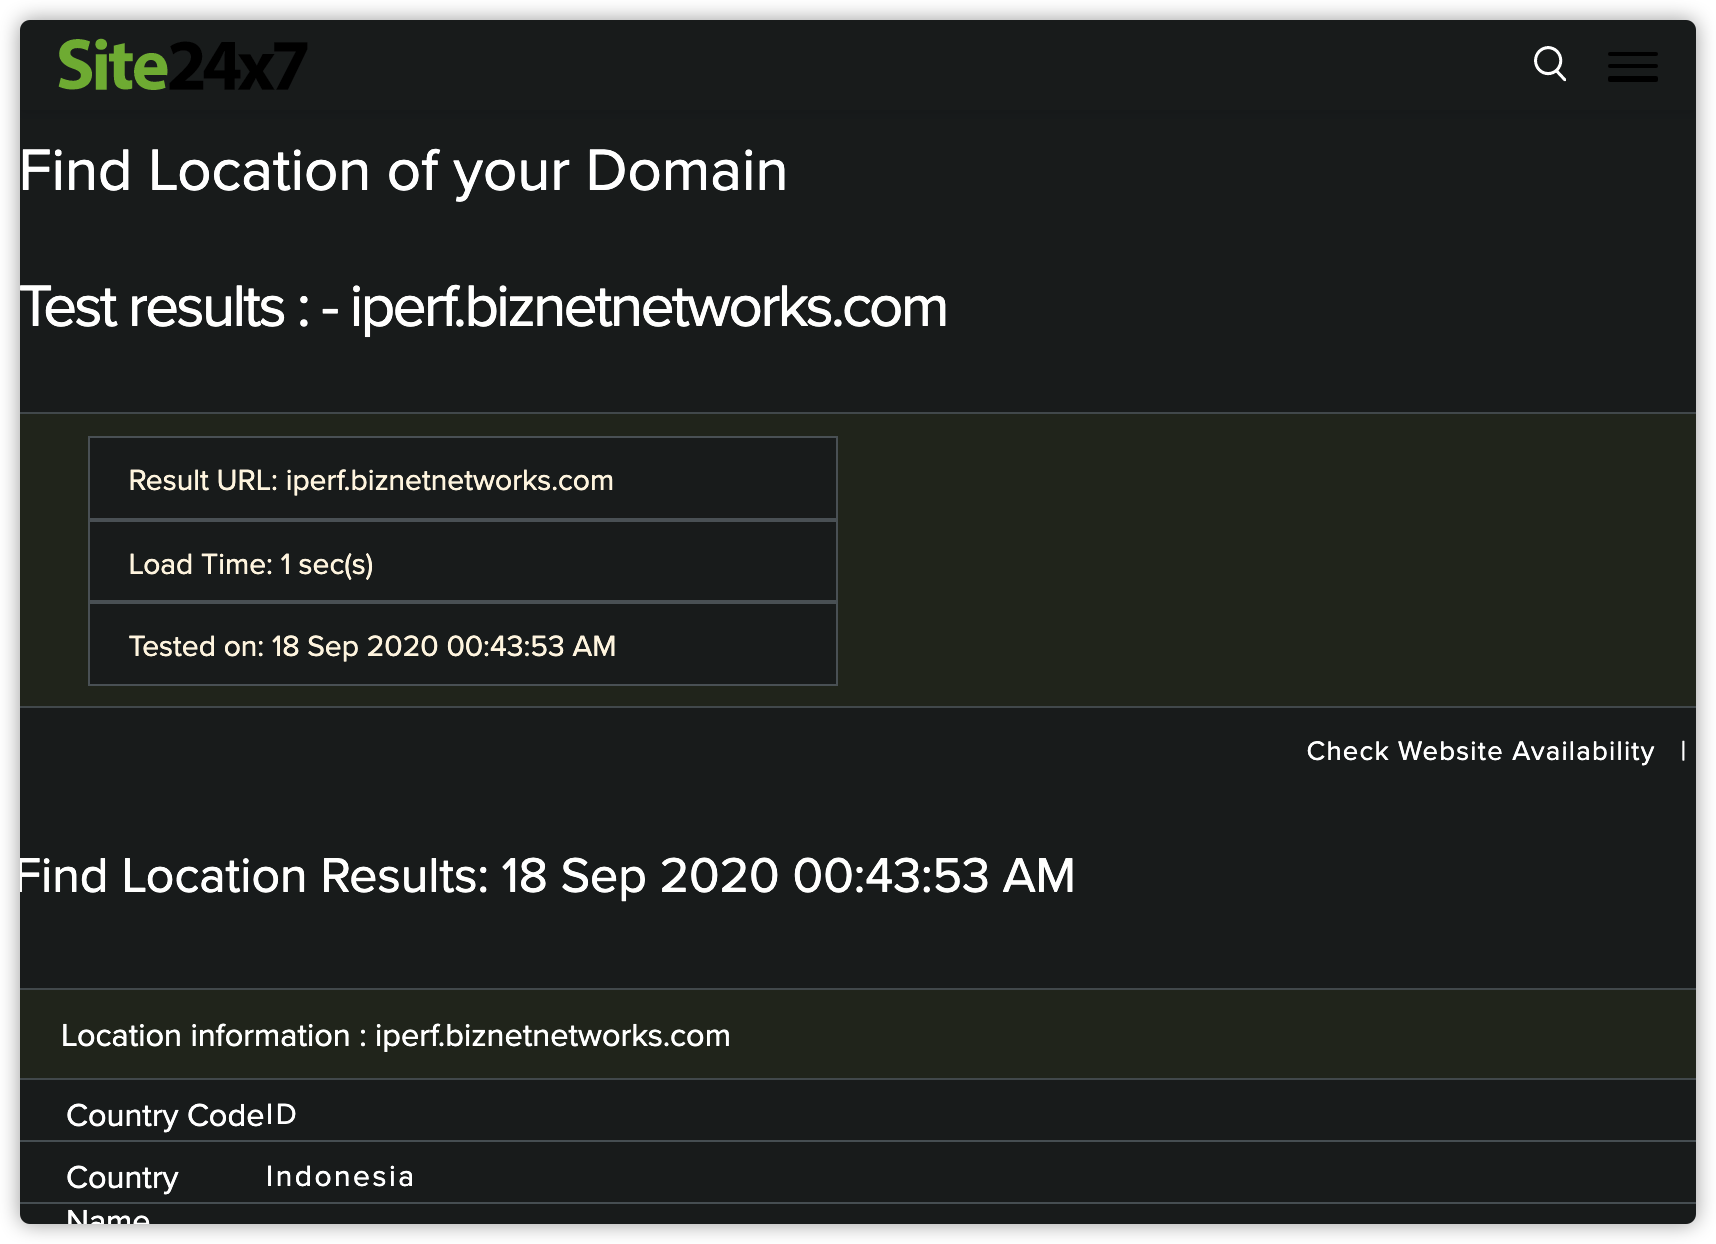 Site24x7
Find Location of your Domain
Test results : - iperf.biznetnetworks.com
Result URL: iperf.biznetnetworks.com
Load Time: 1 sec(s)
Tested on: 18 Sep 2020 00:43:53 AM
Check Website Availability |
Find Location Results: 18 Sep 2020 00:43:53 AM
Location information : iperf.biznetnetworks.com
Country Code ID
Country Indonesia
Name